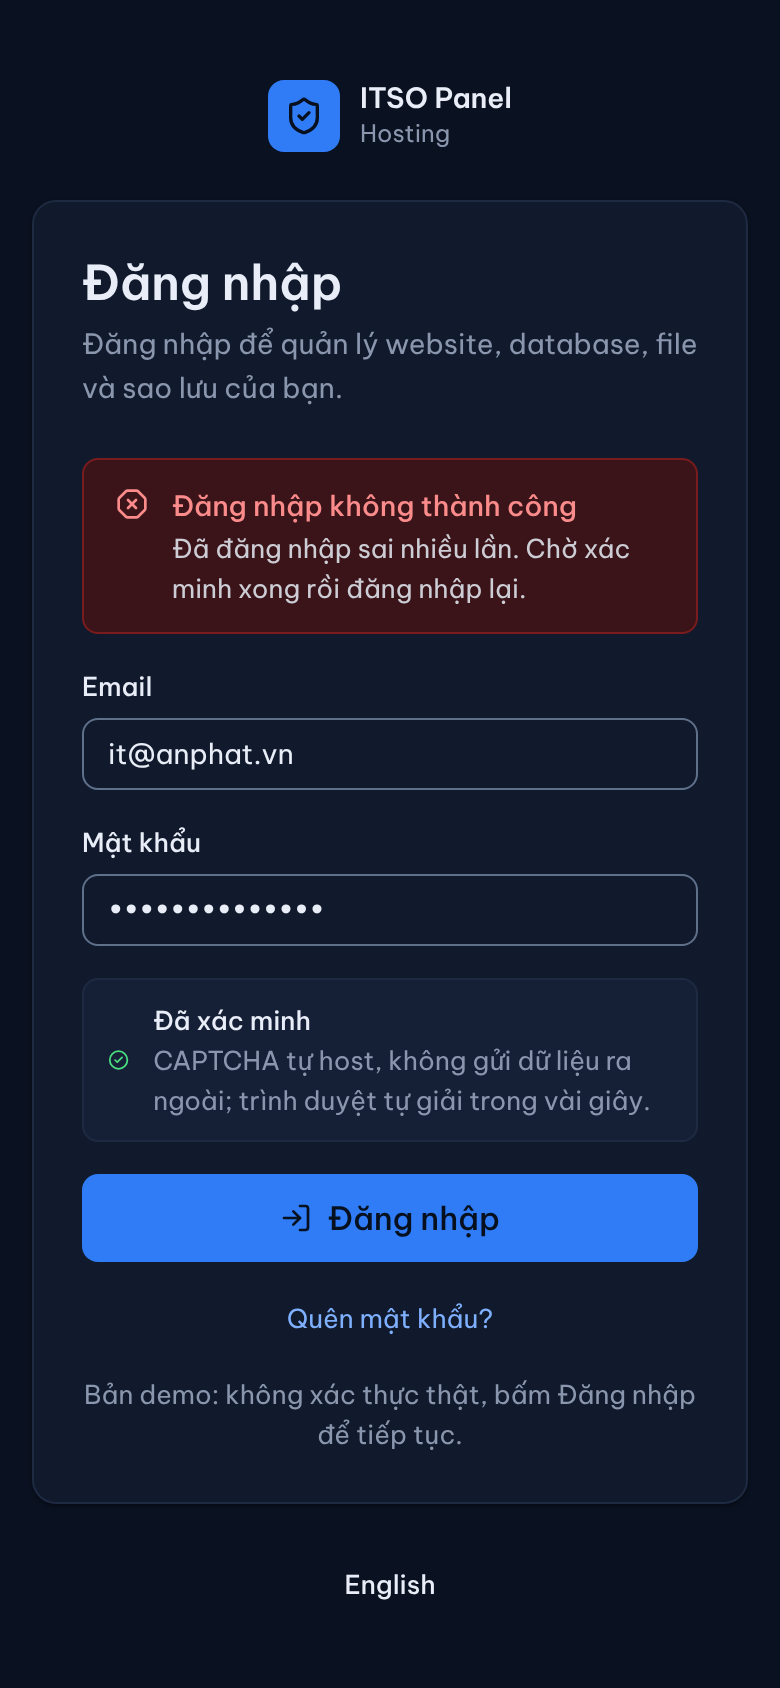 ITSO Panel
Hosting
Đăng nhập
Đăng nhập để quản lý website, database, file
và sao lưu của bạn.
Đăng nhập không thành công
Đã đăng nhập sai nhiều lần. Chờ xác
minh xong rồi đăng nhập lại.
Email
it@anphat.vn
Mật khẩu
••••••••••••••
Đã xác minh
CAPTCHA tự host, không gửi dữ liệu ra
ngoài; trình duyệt tự giải trong vài giây.
Đăng nhập
Quên mật khẩu?
Bản demo: không xác thực thật, bấm Đăng nhập
để tiếp tục.
English